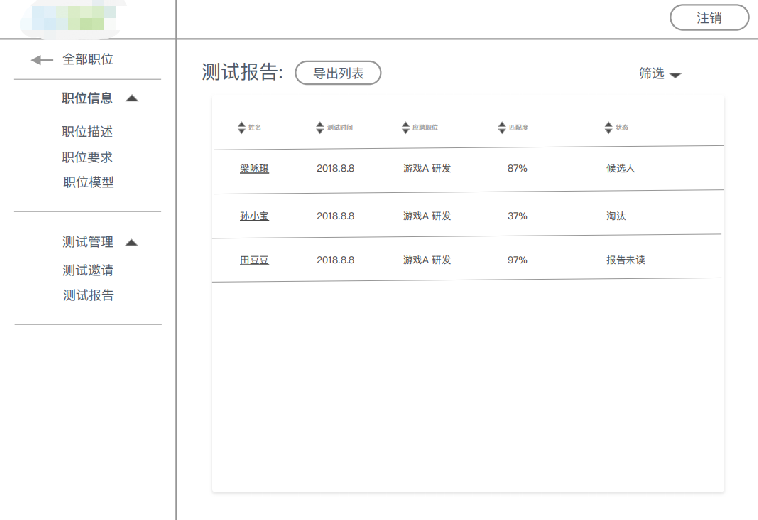 注销
全部职位
职位信息
职位描述
职位要求
职位模型
测试管理
测试邀请
测试报告
测试报告: 导出列表 筛选
姓名 测试时间 应聘职位 匹配度 状态
2018.8.8 游戏A 研发 87% 候选人
孙小宝 2018.8.8 游戏A 研发 37% 淘汰
田豆豆 2018.8.8 游戏A 研发 97% 报告未读